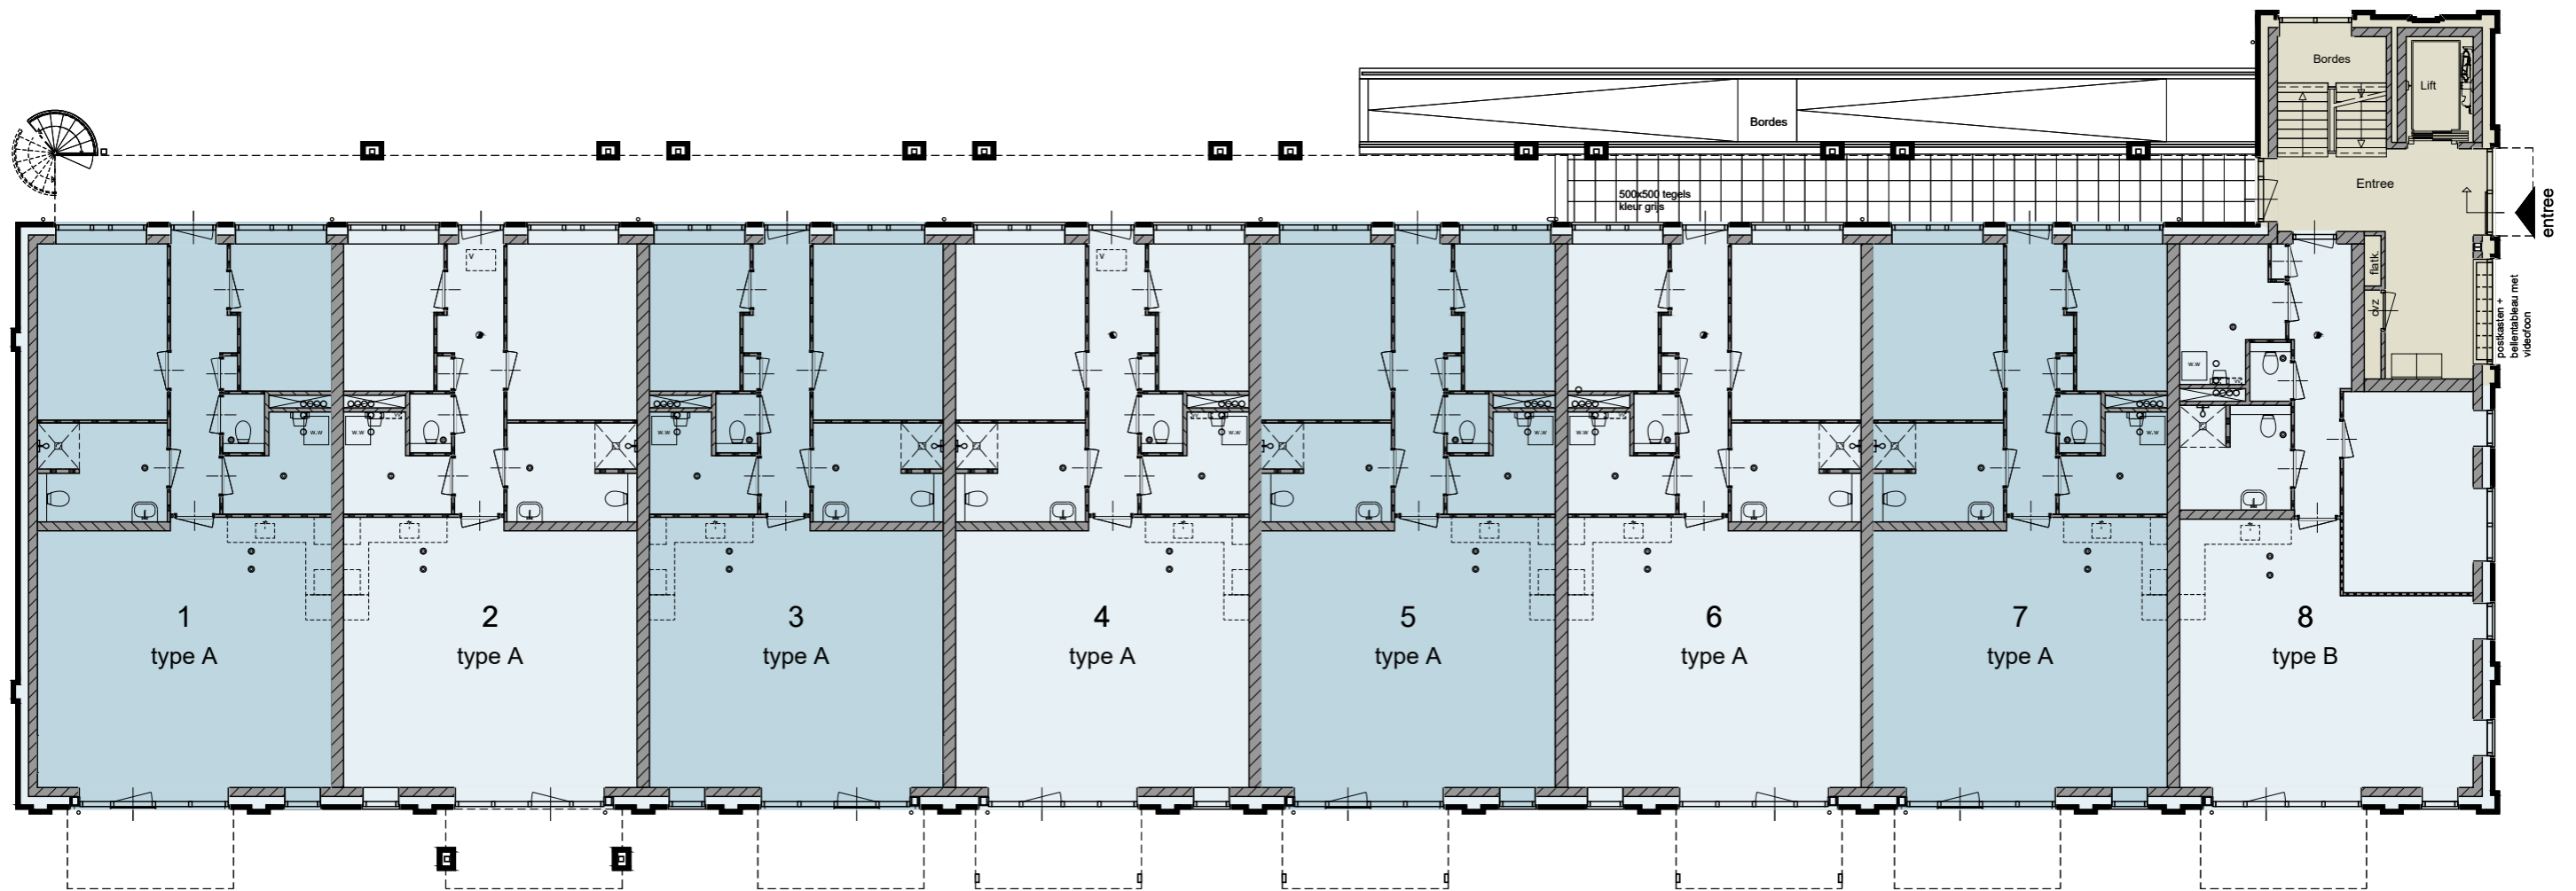 Bordes
Lift
Bordes
Entree
entree
500x500 tegels
kleur grijs
flatk.
cvz
postkasten +
bellentableau met
videofoon
V
V
w.w
w.w
w.w
w.w
w.w
w.w
w.w
w.w
1
type A
2
type A
3
type A
4
type A
5
type A
6
type A
7
type A
8
type B